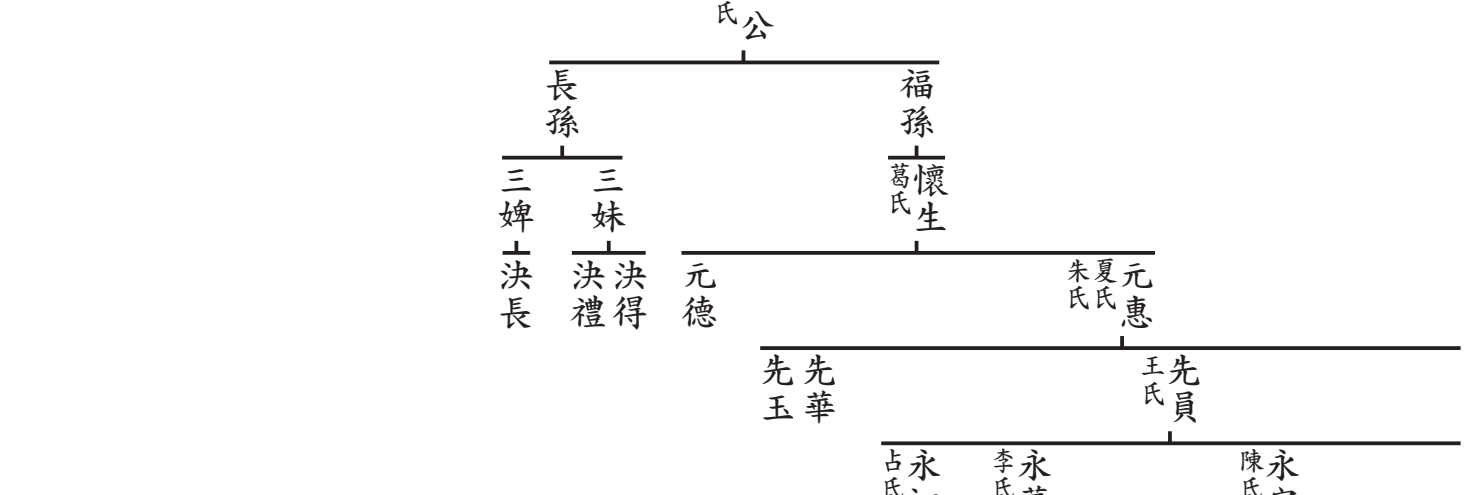 公
氏
福孫
長孫
懷生
葛氏
三妹
三婢
元惠
夏氏
朱氏
元德
決得
決禮
決長
先員
王氏
先華
先玉
永
陳氏
永
李氏
永
占氏